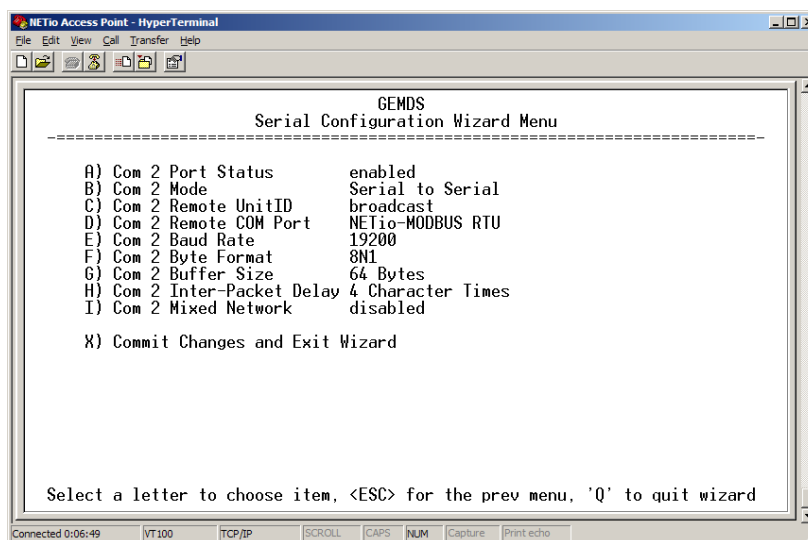 NETio Access Point - HyperTerminal
File Edit View Call Transfer Help
GEMDS
Serial Configuration Wizard Menu
-==========================================================================-
A) Com 2 Port Status enabled
B) Com 2 Mode Serial to Serial
C) Com 2 Remote UnitID broadcast
D) Com 2 Remote COM Port NETio-MODBUS RTU
E) Com 2 Baud Rate 19200
F) Com 2 Byte Format 8N1
G) Com 2 Buffer Size 64 Bytes
H) Com 2 Inter-Packet Delay 4 Character Times
I) Com 2 Mixed Network disabled
X) Commit Changes and Exit Wizard
Select a letter to choose item, <ESC> for the prev menu, 'Q' to quit wizard
Connected 0:06:49 VT100 TCP/IP SCROLL CAPS NUM Capture Print echo